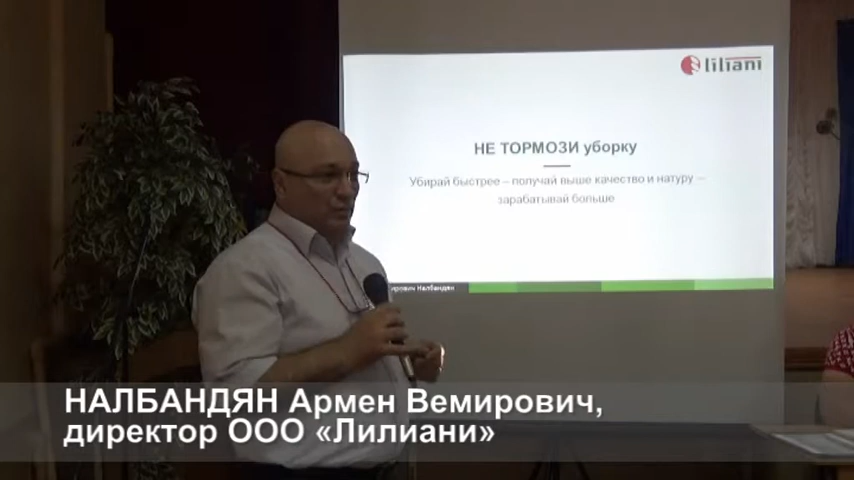 liliani
НЕ ТОРМОЗИ уборку
Убирай быстрее – получай выше качество и натуру –
зарабатывай больше
ирович Налбандян
НАЛБАНДЯН Армен Вемирович,
директор ООО «Лилиани»